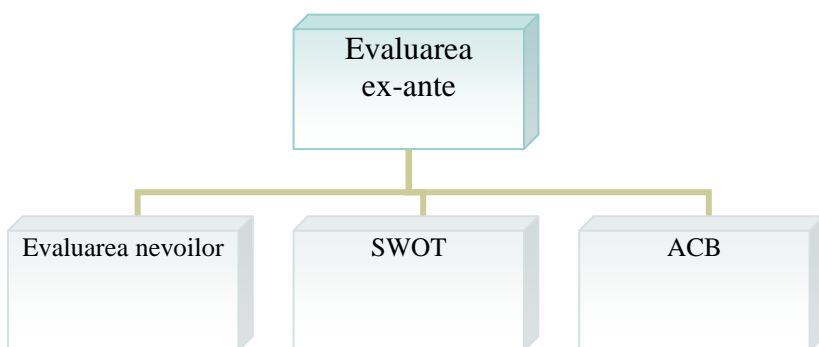 Evaluarea
ex-ante
Evaluarea nevoilor
SWOT
ACB